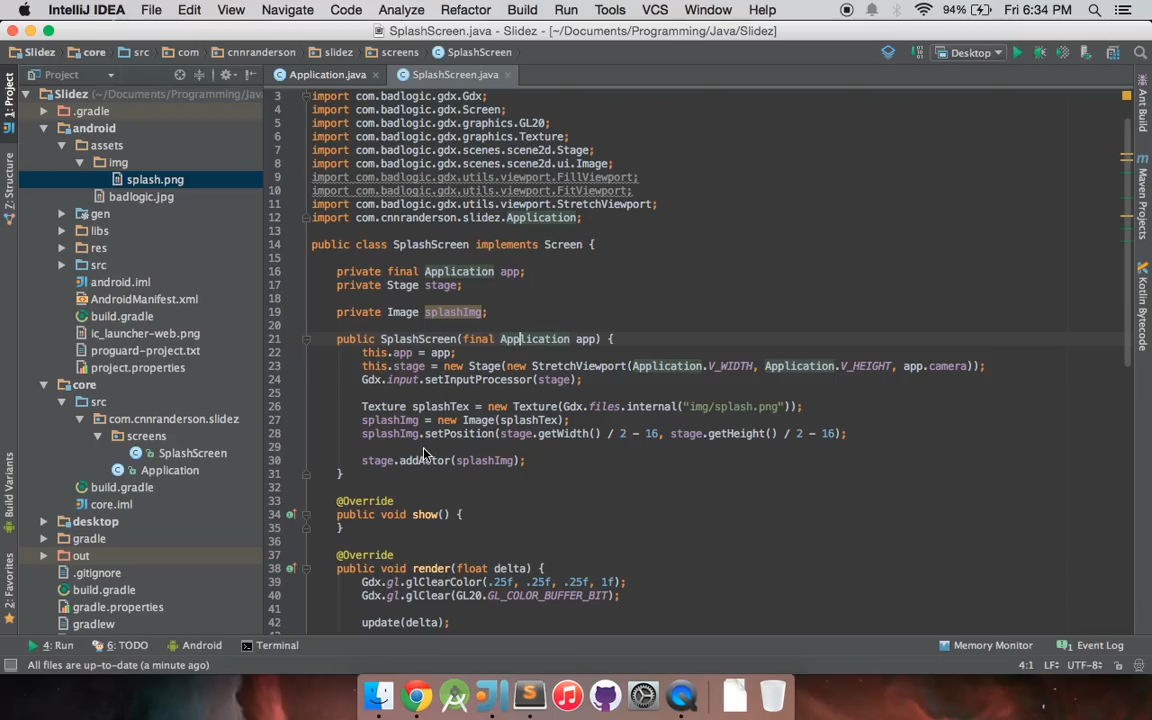 IntelliJ IDEA File Edit View Navigate Code Analyze Refactor Build Run Tools VCS Window Help 94% Fri 6:34 PM
SplashScreen.java - Slidez - [~/Documents/Programming/Java/Slidez]
Slidez core src com cnnranderson slidez screens SplashScreen Desktop
Project Application.java SplashScreen.java
Slidez (~/Documents/Programming/Java
.gradle
android
assets
img
splash.png
badlogic.jpg
gen
libs
res
src
android.iml
AndroidManifest.xml
build.gradle
ic_launcher-web.png
proguard-project.txt
project.properties
core
src
com.cnnranderson.slidez
screens
SplashScreen
Application
build.gradle
core.iml
desktop
gradle
out
.gitignore
build.gradle
gradle.properties
gradlew
1: Project
7: Structure
Build Variants
2: Favorites
3 import com.badlogic.gdx.Gdx;
4 import com.badlogic.gdx.Screen;
5 import com.badlogic.gdx.graphics.GL20;
6 import com.badlogic.gdx.graphics.Texture;
7 import com.badlogic.gdx.scenes.scene2d.Stage;
8 import com.badlogic.gdx.scenes.scene2d.ui.Image;
9 import com.badlogic.gdx.utils.viewport.FillViewport;
10 import com.badlogic.gdx.utils.viewport.FitViewport;
11 import com.badlogic.gdx.utils.viewport.StretchViewport;
12 import com.cnnranderson.slidez.Application;
13
14 public class SplashScreen implements Screen {
15
16 private final Application app;
17 private Stage stage;
18
19 private Image splashImg;
20
21 public SplashScreen(final Application app) {
22 this.app = app;
23 this.stage = new Stage(new StretchViewport(Application.V_WIDTH, Application.V_HEIGHT, app.camera));
24 Gdx.input.setInputProcessor(stage);
25
26 Texture splashTex = new Texture(Gdx.files.internal("img/splash.png"));
27 splashImg = new Image(splashTex);
28 splashImg.setPosition(stage.getWidth() / 2 - 16, stage.getHeight() / 2 - 16);
29
30 stage.addActor(splashImg);
31 }
32
33 @Override
34 public void show() {
35 }
36
37 @Override
38 public void render(float delta) {
39 Gdx.gl.glClearColor(.25f, .25f, .25f, 1f);
40 Gdx.gl.glClear(GL20.GL_COLOR_BUFFER_BIT);
41
42 update(delta);
Ant Build
Maven Projects
Kotlin Bytecode
4: Run 6: TODO Android Terminal Memory Monitor 1 Event Log
All files are up-to-date (a minute ago) 4:1 LF÷ UTF-8÷